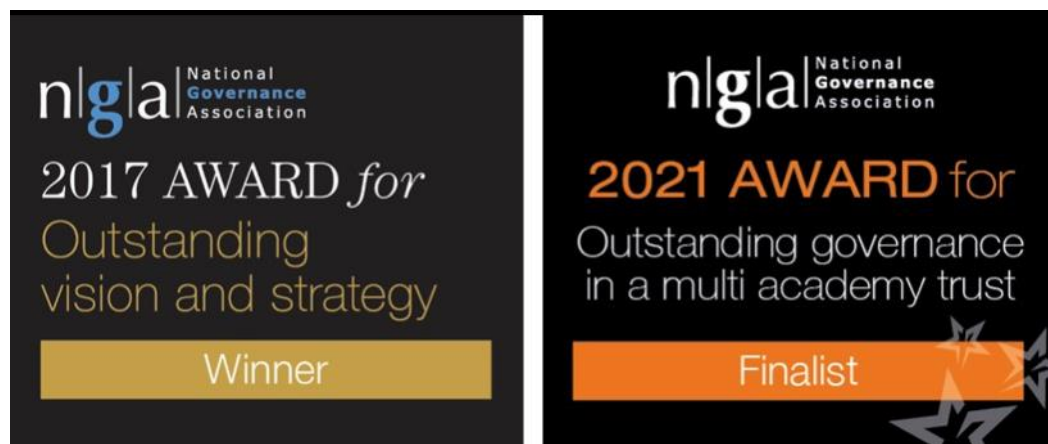 n|g|a|
National
Governance
Association
2017 AWARD for
Outstanding
vision and strategy
Winner
n|g|a|
National
Governance
Association
2021 AWARD for
Outstanding governance
in a multi academy trust
Finalist